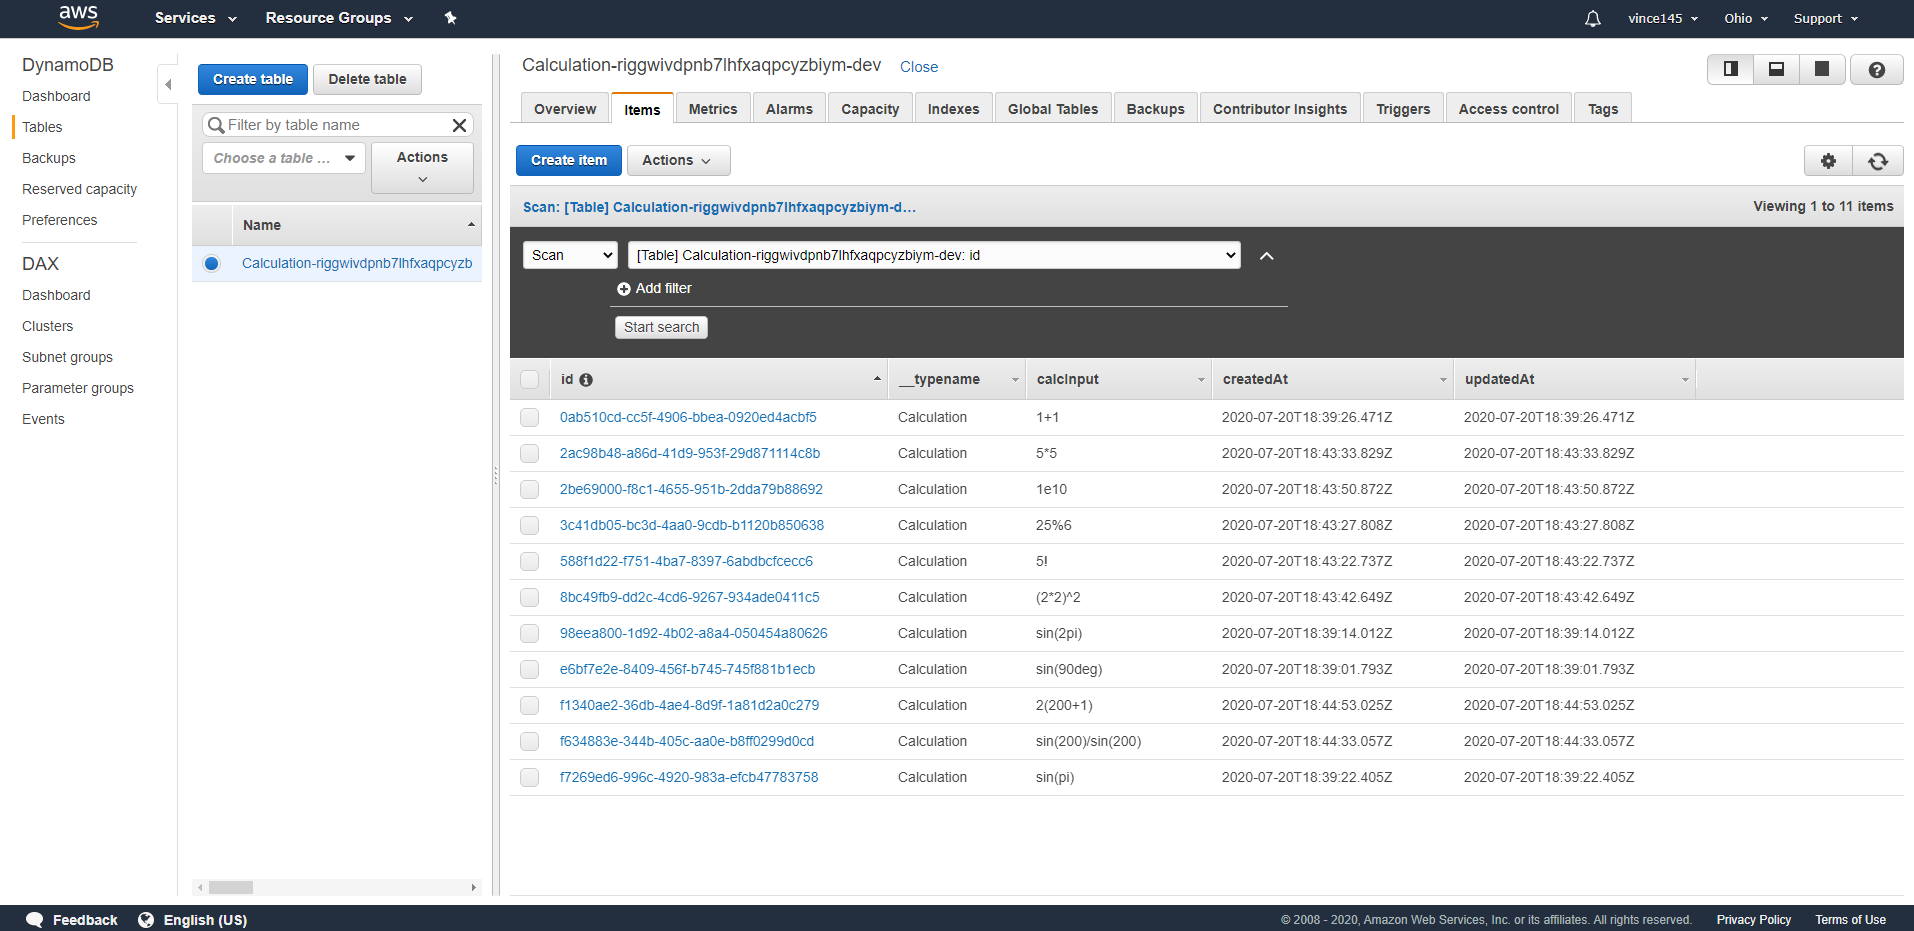 aws Services Resource Groups vince145 Ohio Support
DynamoDB
Dashboard
Tables
Backups
Reserved capacity
Preferences
DAX
Dashboard
Clusters
Subnet groups
Parameter groups
Events
Create table Delete table
Filter by table name
Choose a table ... Actions
Name
Calculation-riggwivdpnb7lhfxaqpcyzb
Calculation-riggwivdpnb7lhfxaqpcyzbiym-dev Close
Overview Items Metrics Alarms Capacity Indexes Global Tables Backups Contributor Insights Triggers Access control Tags
Create item Actions
Scan: [Table] Calculation-riggwivdpnb7lhfxaqpcyzbiym-d... Viewing 1 to 11 items
Scan [Table] Calculation-riggwivdpnb7lhfxaqpcyzbiym-dev: id
Add filter
Start search
id __typename calcInput createdAt updatedAt
0ab510cd-cc5f-4906-bbea-0920ed4acbf5 Calculation 1+1 2020-07-20T18:39:26.471Z 2020-07-20T18:39:26.471Z
2ac98b48-a86d-41d9-953f-29d871114c8b Calculation 5*5 2020-07-20T18:43:33.829Z 2020-07-20T18:43:33.829Z
2be69000-f8c1-4655-951b-2dda79b88692 Calculation 1e10 2020-07-20T18:43:50.872Z 2020-07-20T18:43:50.872Z
3c41db05-bc3d-4aa0-9cdb-b1120b850638 Calculation 25%6 2020-07-20T18:43:27.808Z 2020-07-20T18:43:27.808Z
588f1d22-f751-4ba7-8397-6abdbcfcecc6 Calculation 5! 2020-07-20T18:43:22.737Z 2020-07-20T18:43:22.737Z
8bc49fb9-dd2c-4cd6-9267-934ade0411c5 Calculation (2*2)^2 2020-07-20T18:43:42.649Z 2020-07-20T18:43:42.649Z
98eea800-1d92-4b02-a8a4-050454a80626 Calculation sin(2pi) 2020-07-20T18:39:14.012Z 2020-07-20T18:39:14.012Z
e6bf7e2e-8409-456f-b745-745f881b1ecb Calculation sin(90deg) 2020-07-20T18:39:01.793Z 2020-07-20T18:39:01.793Z
f1340ae2-36db-4ae4-8d9f-1a81d2a0c279 Calculation 2(200+1) 2020-07-20T18:44:53.025Z 2020-07-20T18:44:53.025Z
f634883e-344b-405c-aa0e-b8ff0299d0cd Calculation sin(200)/sin(200) 2020-07-20T18:44:33.057Z 2020-07-20T18:44:33.057Z
f7269ed6-996c-4920-983a-efcb47783758 Calculation sin(pi) 2020-07-20T18:39:22.405Z 2020-07-20T18:39:22.405Z
Feedback English (US) © 2008 - 2020, Amazon Web Services, Inc. or its affiliates. All rights reserved. Privacy Policy Terms of Use